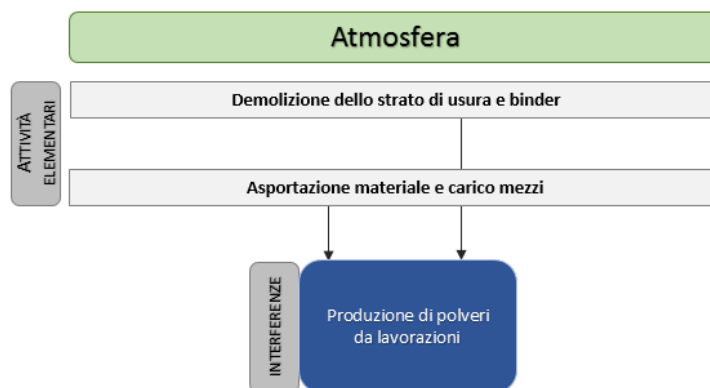 Atmosfera
ATTIVITÀ
ELEMENTARI
Demolizione dello strato di usura e binder
Asportazione materiale e carico mezzi
INTERFERENZE
Produzione di polveri
da lavorazioni